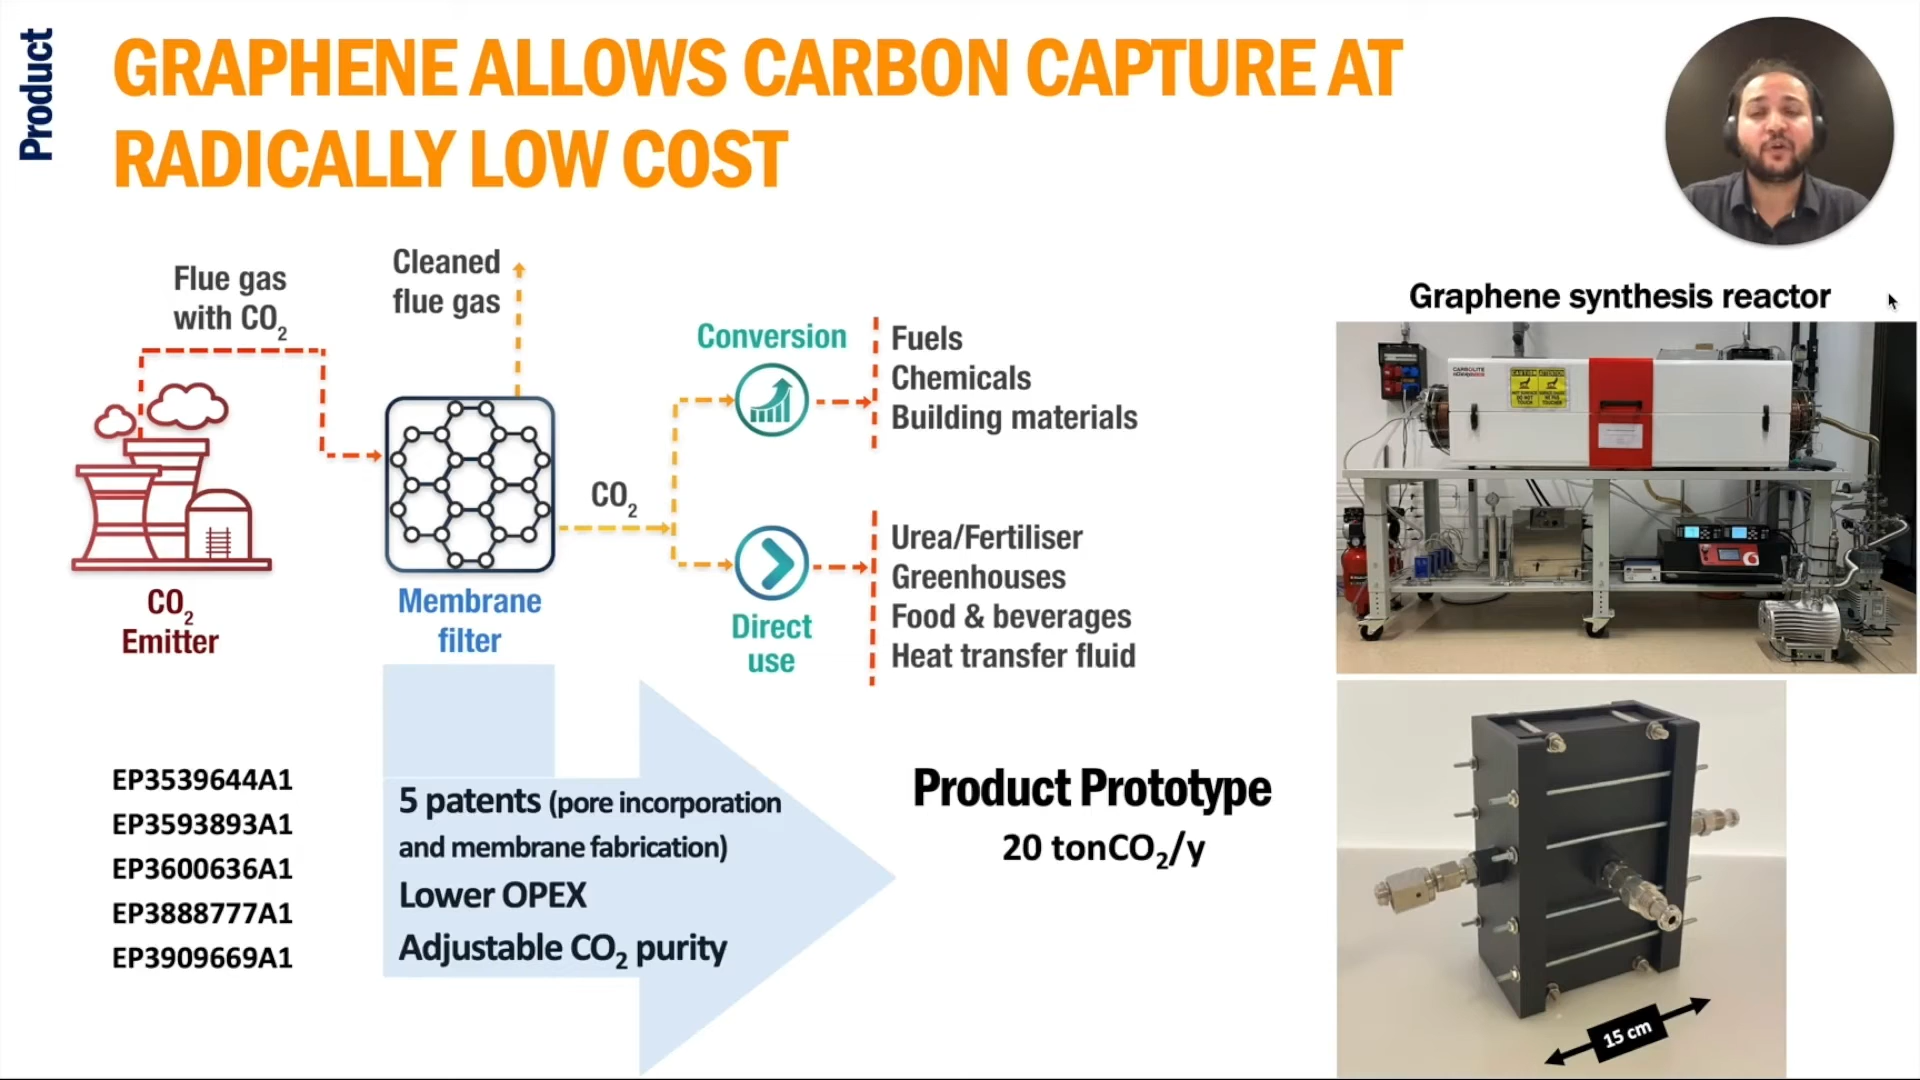 Product
GRAPHENE ALLOWS CARBON CAPTURE AT
RADICALLY LOW COST
Flue gas
with CO₂
Cleaned
flue gas
CO₂
Emitter
Membrane
filter
CO₂
Conversion
Fuels
Chemicals
Building materials
Direct
use
Urea/Fertiliser
Greenhouses
Food & beverages
Heat transfer fluid
Graphene synthesis reactor
CARBOLITE
EP3539644A1
EP3593893A1
EP3600636A1
EP3888777A1
EP3909669A1
5 patents (pore incorporation
and membrane fabrication)
Lower OPEX
Adjustable CO₂ purity
Product Prototype
20 tonCO₂/y
15 cm